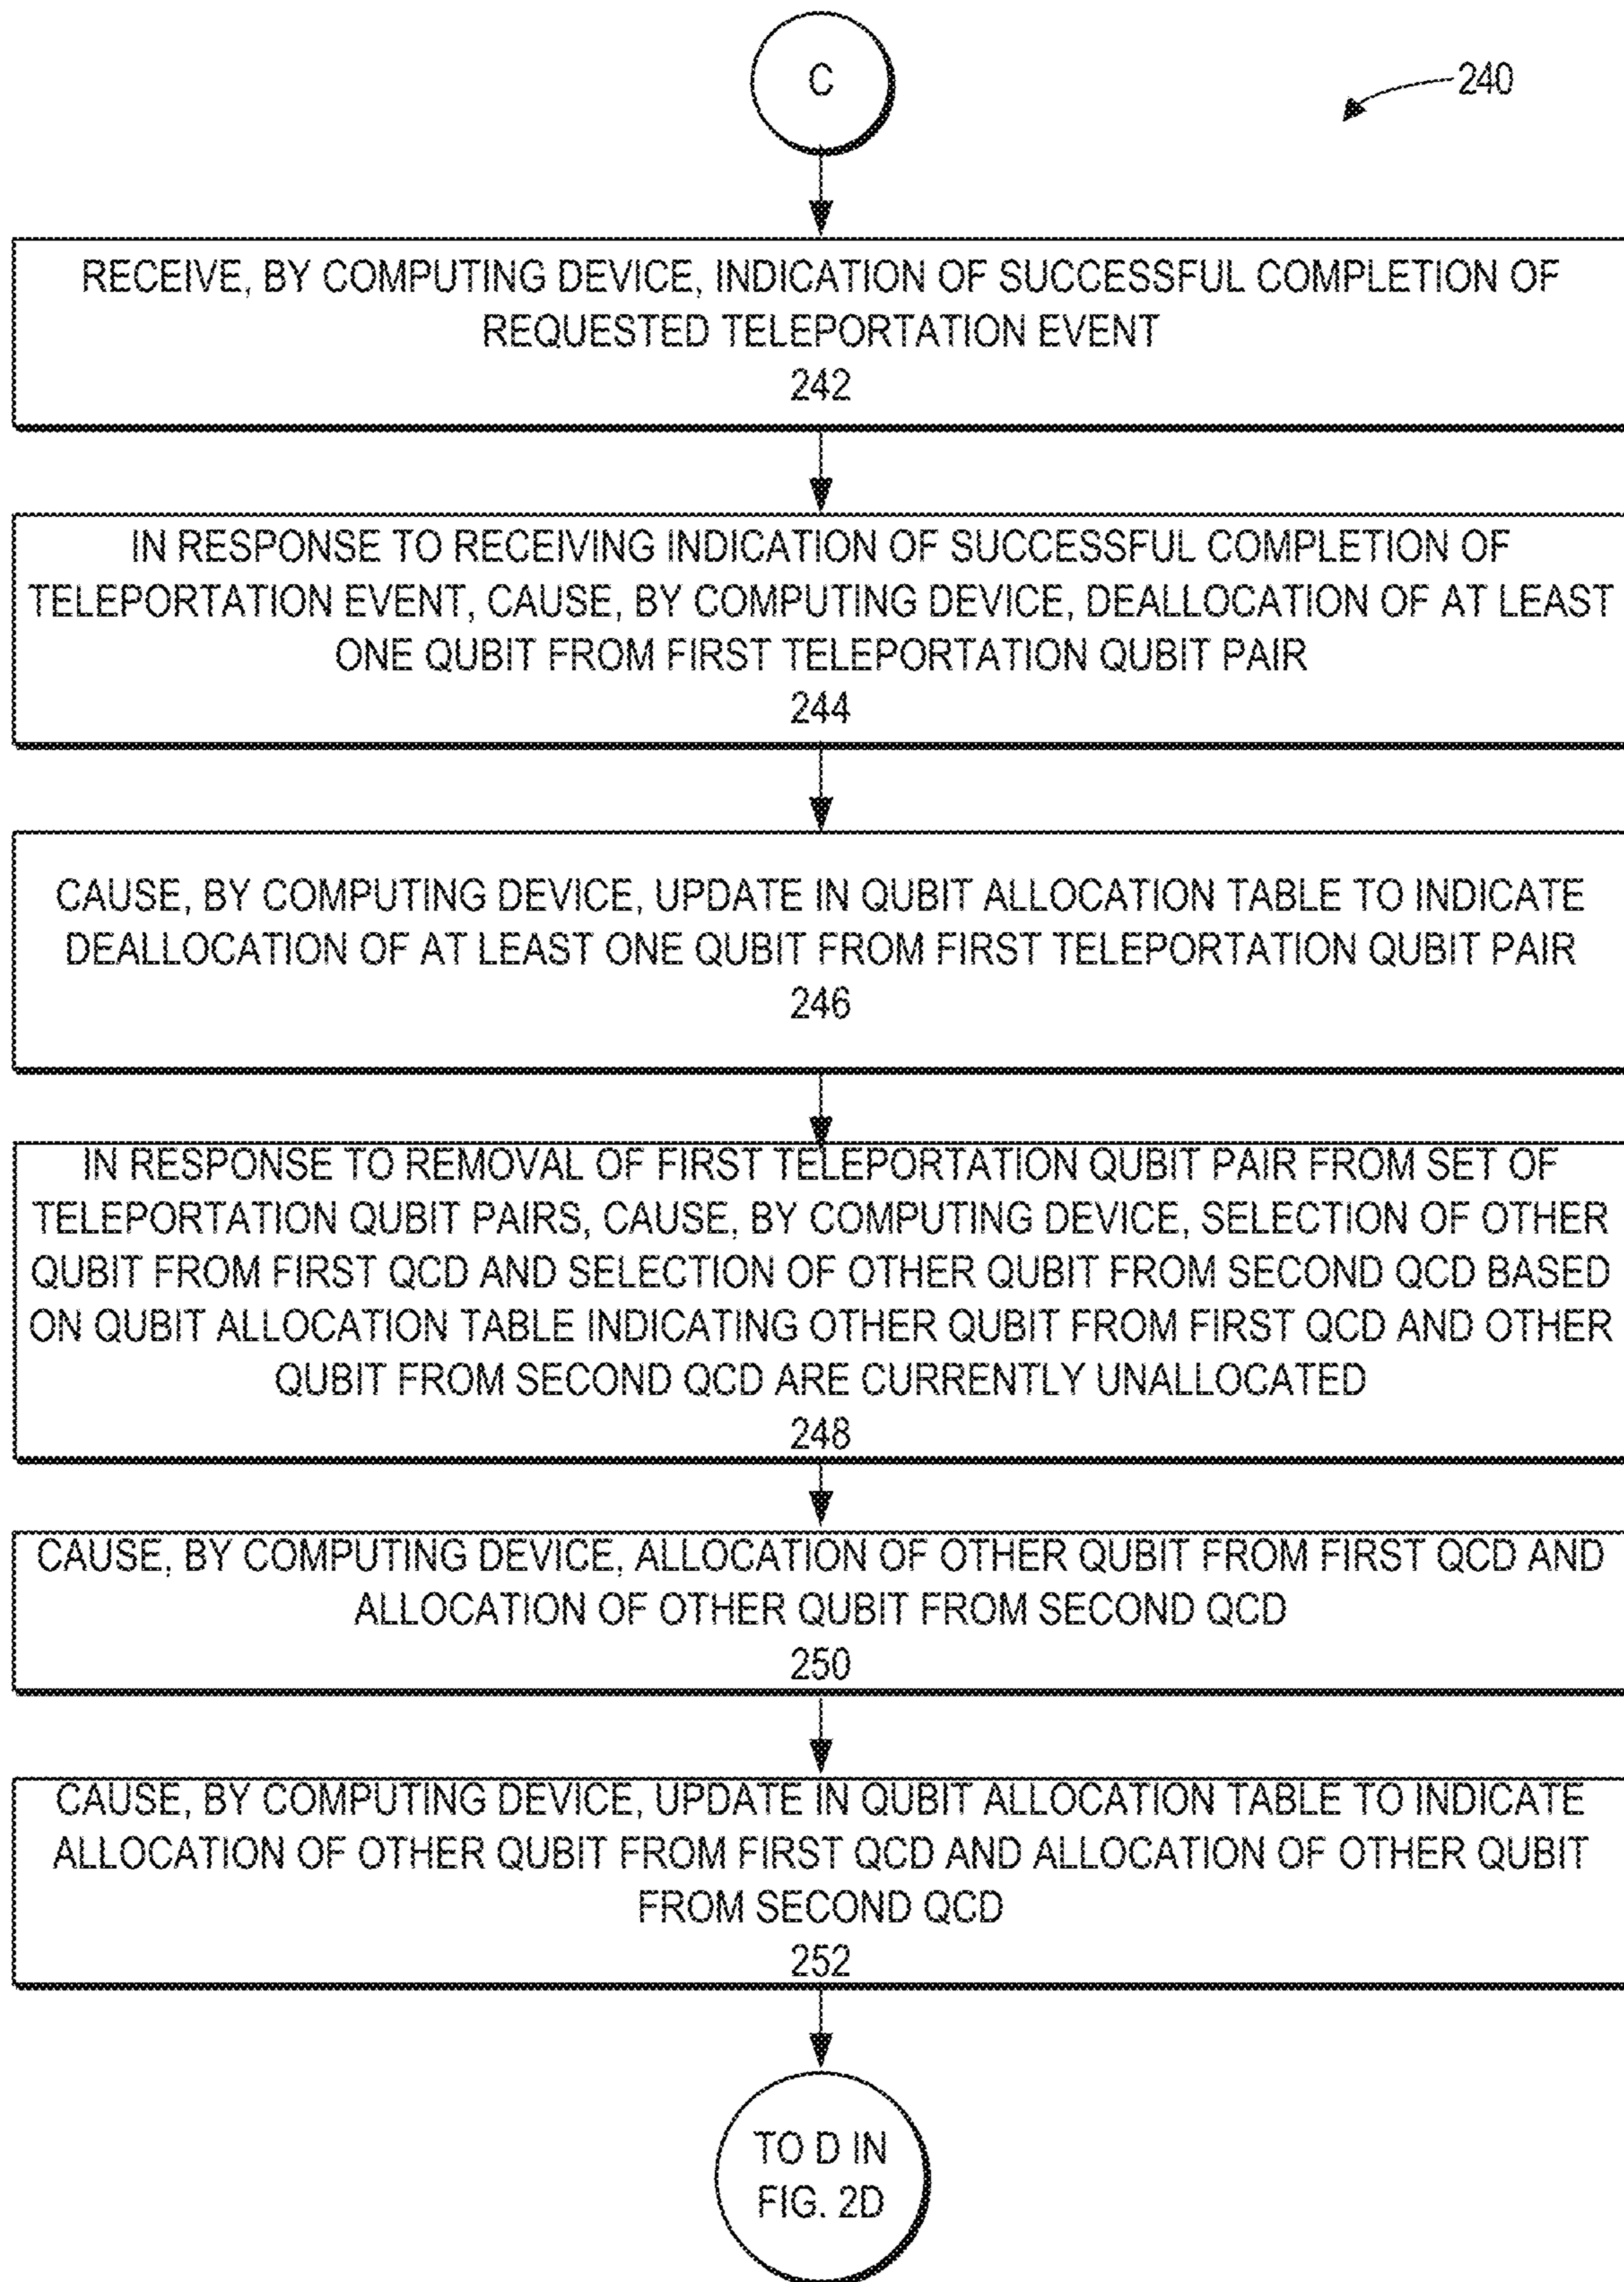 C
240
RECEIVE, BY COMPUTING DEVICE, INDICATION OF SUCCESSFUL COMPLETION OF
REQUESTED TELEPORTATION EVENT
242
IN RESPONSE TO RECEIVING INDICATION OF SUCCESSFUL COMPLETION OF
TELEPORTATION EVENT, CAUSE, BY COMPUTING DEVICE, DEALLOCATION OF AT LEAST
ONE QUBIT FROM FIRST TELEPORTATION QUBIT PAIR
244
CAUSE, BY COMPUTING DEVICE, UPDATE IN QUBIT ALLOCATION TABLE TO INDICATE
DEALLOCATION OF AT LEAST ONE QUBIT FROM FIRST TELEPORTATION QUBIT PAIR
246
IN RESPONSE TO REMOVAL OF FIRST TELEPORTATION QUBIT PAIR FROM SET OF
TELEPORTATION QUBIT PAIRS, CAUSE, BY COMPUTING DEVICE, SELECTION OF OTHER
QUBIT FROM FIRST QCD AND SELECTION OF OTHER QUBIT FROM SECOND QCD BASED
ON QUBIT ALLOCATION TABLE INDICATING OTHER QUBIT FROM FIRST QCD AND OTHER
QUBIT FROM SECOND QCD ARE CURRENTLY UNALLOCATED
248
CAUSE, BY COMPUTING DEVICE, ALLOCATION OF OTHER QUBIT FROM FIRST QCD AND
ALLOCATION OF OTHER QUBIT FROM SECOND QCD
250
CAUSE, BY COMPUTING DEVICE, UPDATE IN QUBIT ALLOCATION TABLE TO INDICATE
ALLOCATION OF OTHER QUBIT FROM FIRST QCD AND ALLOCATION OF OTHER QUBIT
FROM SECOND QCD
252
TO D IN
FIG. 2D